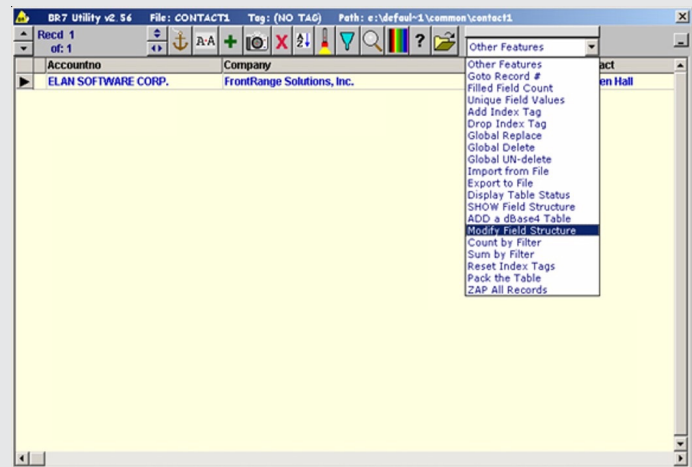 BR7 Utility v2.56 File: CONTACT1 Tag: (NO TAG) Path: e:\defaul~1\common\contact1
Recd 1
of: 1
A-A
?
Other Features
Accountno Company act
ELAN SOFTWARE CORP. FrontRange Solutions, Inc. en Hall
Other Features
Goto Record #
Filled Field Count
Unique Field Values
Add Index Tag
Drop Index Tag
Global Replace
Global Delete
Global UN-delete
Import from File
Export to File
Display Table Status
SHOW Field Structure
ADD a dBase4 Table
Modify Field Structure
Count by Filter
Sum by Filter
Reset Index Tags
Pack the Table
ZAP All Records